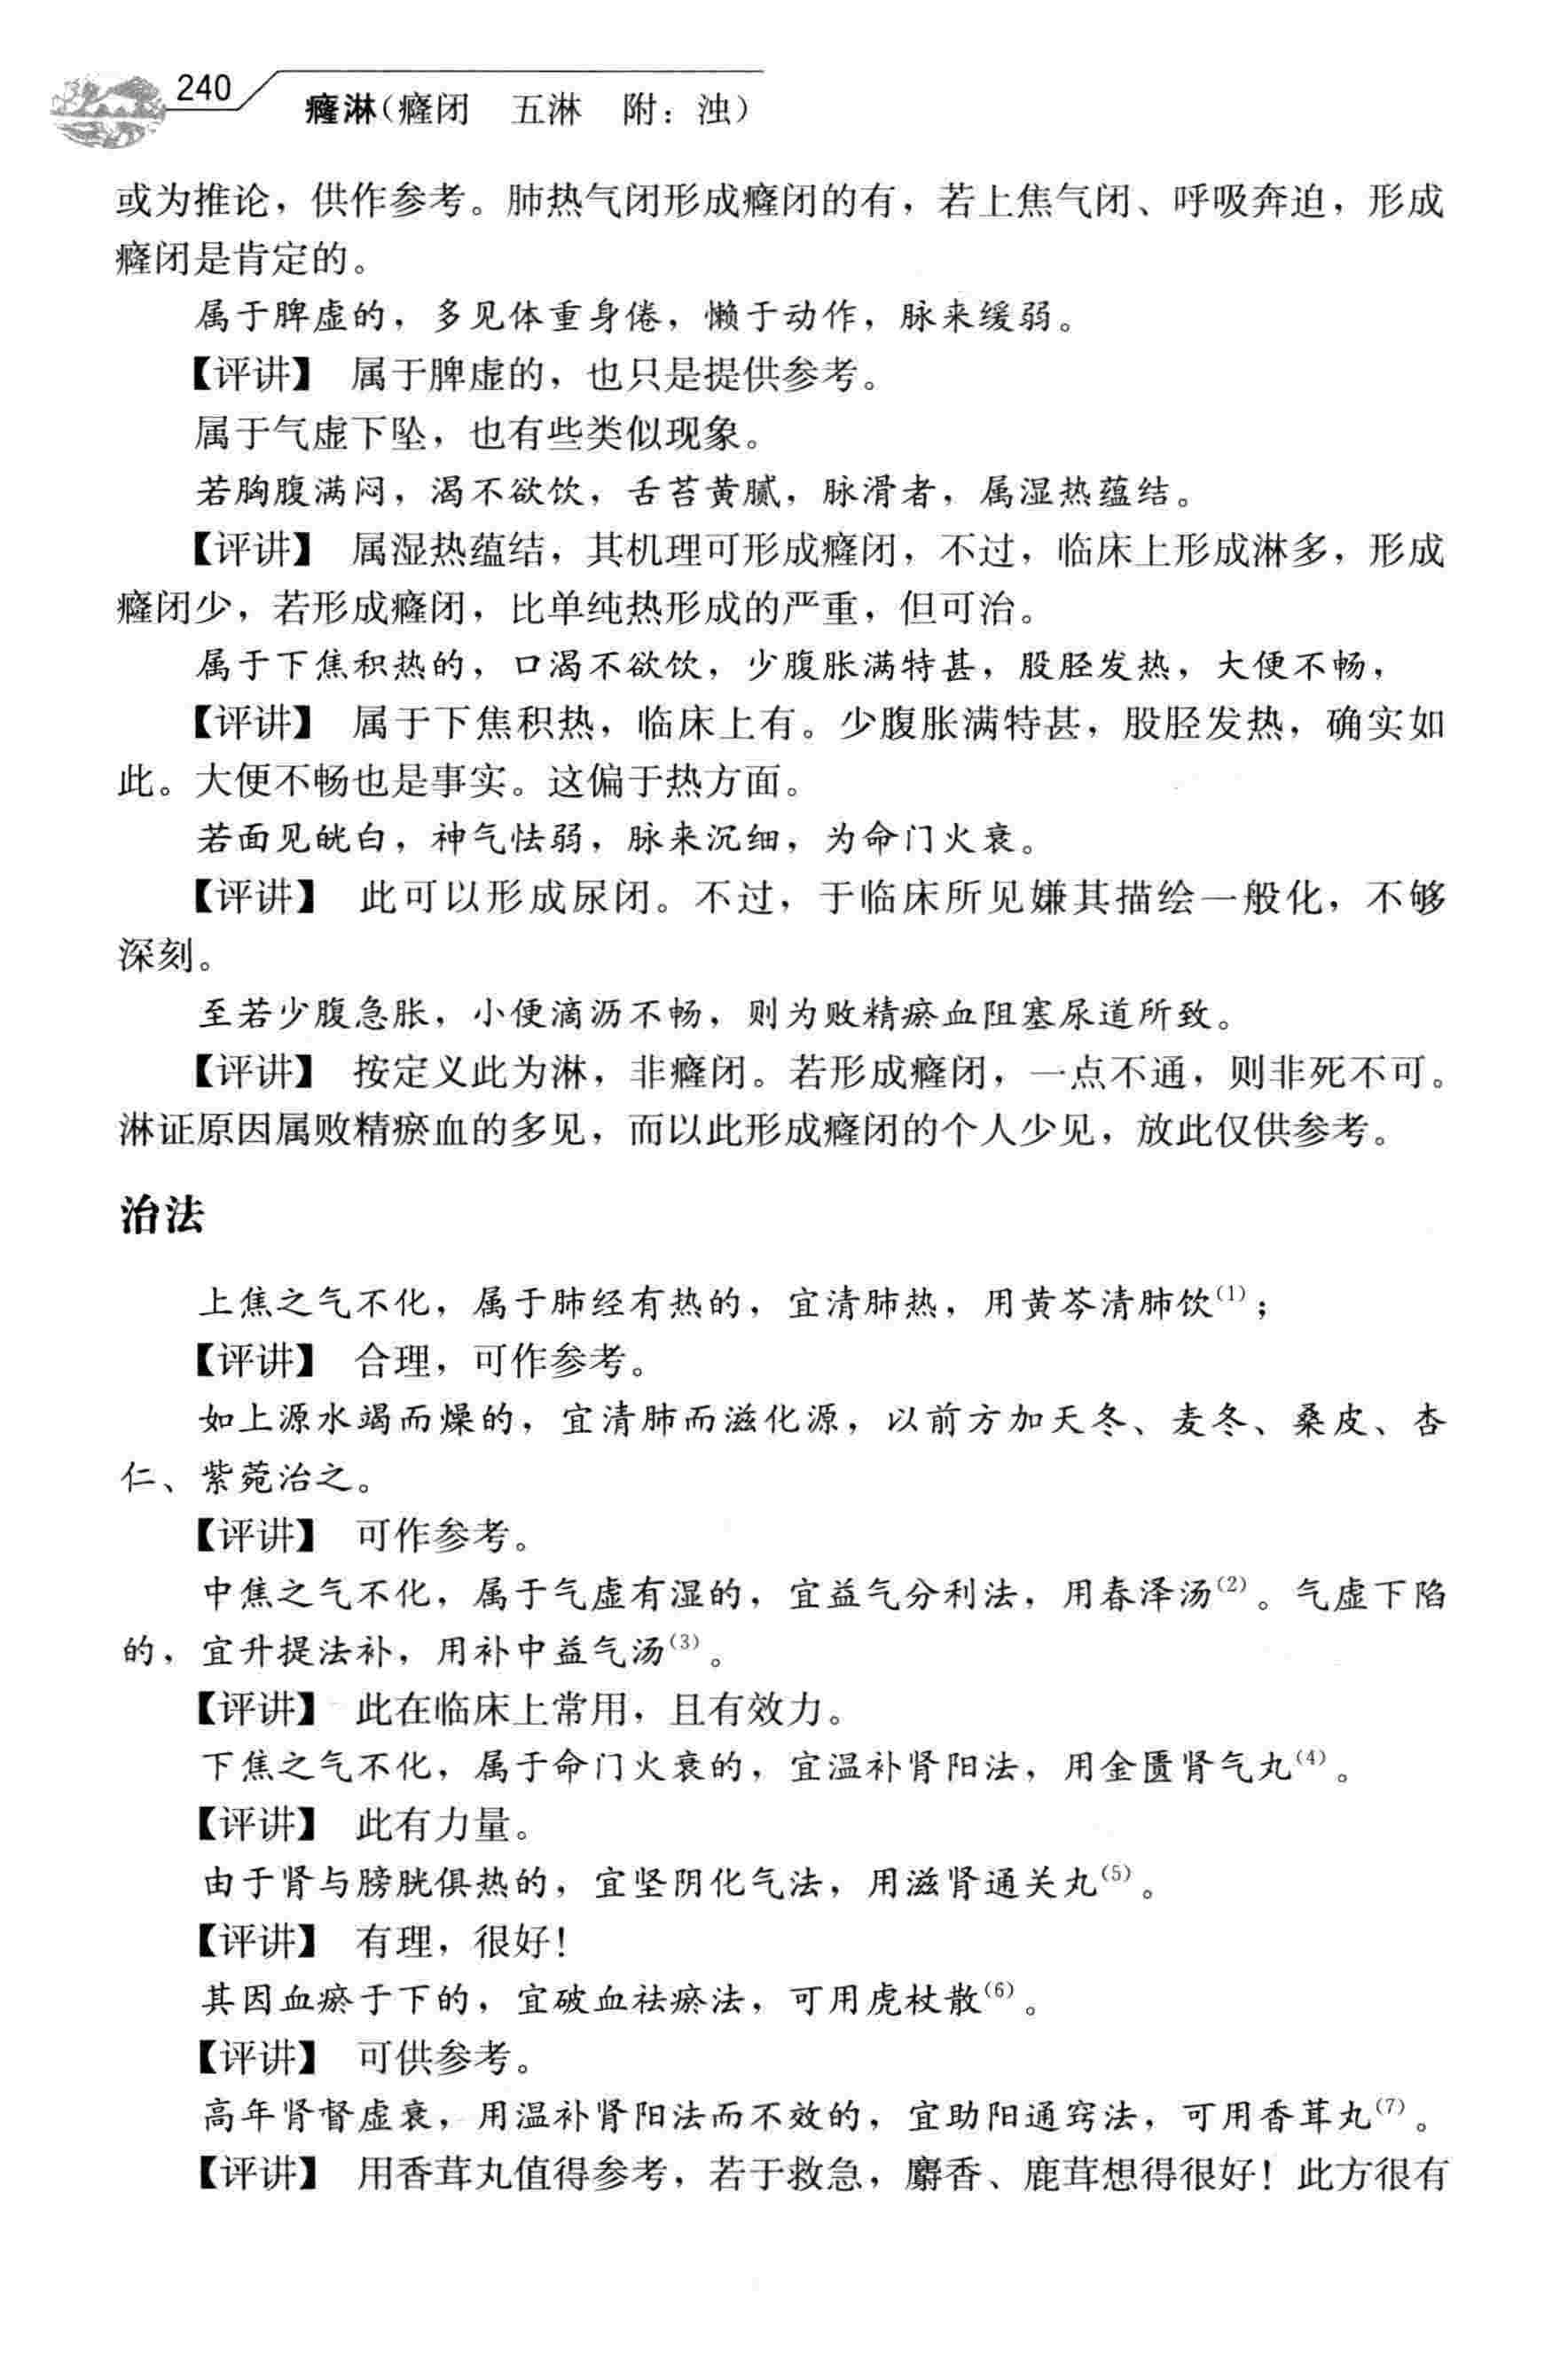 240
癃淋(癃闭 五淋 附：浊)
或为推论，供作参考。肺热气闭形成癃闭的有，若上焦气闭、呼吸奔迫，形成
癃闭是肯定的。
属于脾虚的，多见体重身倦，懒于动作，脉来缓弱。
【评讲】 属于脾虚的，也只是提供参考。
属于气虚下坠，也有些类似现象。
若胸腹满闷，渴不欲饮，舌苔黄腻，脉滑者，属湿热蕴结。
【评讲】 属湿热蕴结，其机理可形成癃闭，不过，临床上形成淋多，形成
癃闭少，若形成癃闭，比单纯热形成的严重，但可治。
属于下焦积热的，口渴不欲饮，少腹胀满特甚，股胫发热，大便不畅，
【评讲】 属于下焦积热，临床上有。少腹胀满特甚，股胫发热，确实如
此。大便不畅也是事实。这偏于热方面。
若面见㿠白，神气怯弱，脉来沉细，为命门火衰。
【评讲】 此可以形成尿闭。不过，于临床所见嫌其描绘一般化，不够
深刻。
至若少腹急胀，小便滴沥不畅，则为败精瘀血阻塞尿道所致。
【评讲】 按定义此为淋，非癃闭。若形成癃闭，一点不通，则非死不可。
淋证原因属败精瘀血的多见，而以此形成癃闭的个人少见，放此仅供参考。
治法
上焦之气不化，属于肺经有热的，宜清肺热，用黄芩清肺饮(1)；
【评讲】 合理，可作参考。
如上源水竭而燥的，宜清肺而滋化源，以前方加天冬、麦冬、桑皮、杏
仁、紫菀治之。
【评讲】 可作参考。
中焦之气不化，属于气虚有湿的，宜益气分利法，用春泽汤(2)。气虚下陷
的，宜升提法补，用补中益气汤(3)。
【评讲】 此在临床上常用，且有效力。
下焦之气不化，属于命门火衰的，宜温补肾阳法，用金匮肾气丸(4)。
【评讲】 此有力量。
由于肾与膀胱俱热的，宜坚阴化气法，用滋肾通关丸(5)。
【评讲】 有理，很好！
其因血瘀于下的，宜破血祛瘀法，可用虎杖散(6)。
【评讲】 可供参考。
高年肾督虚衰，用温补肾阳法而不效的，宜助阳通窍法，可用香茸丸(7)。
【评讲】 用香茸丸值得参考，若于救急，麝香、鹿茸想得很好！此方很有